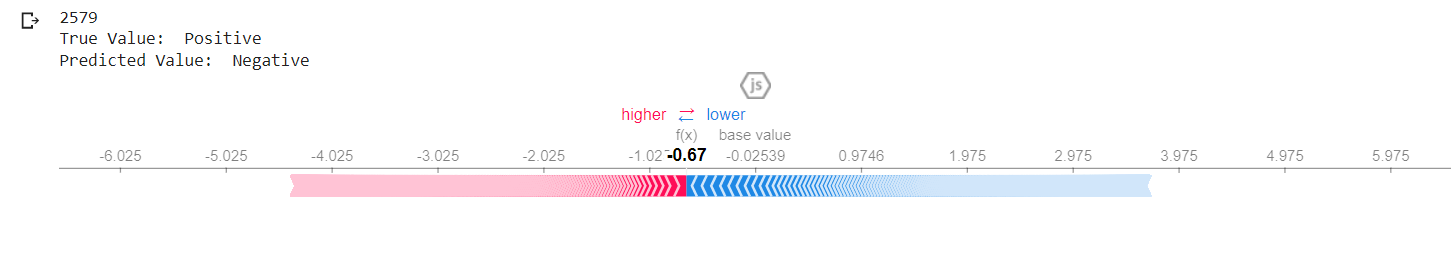 2579
True Value:  Positive
Predicted Value:  Negative
js
higher ⇄ lower
f(x) base value
-6.025 -5.025 -4.025 -3.025 -2.025 -1.02 -0.67 -0.02539 0.9746 1.975 2.975 3.975 4.975 5.975